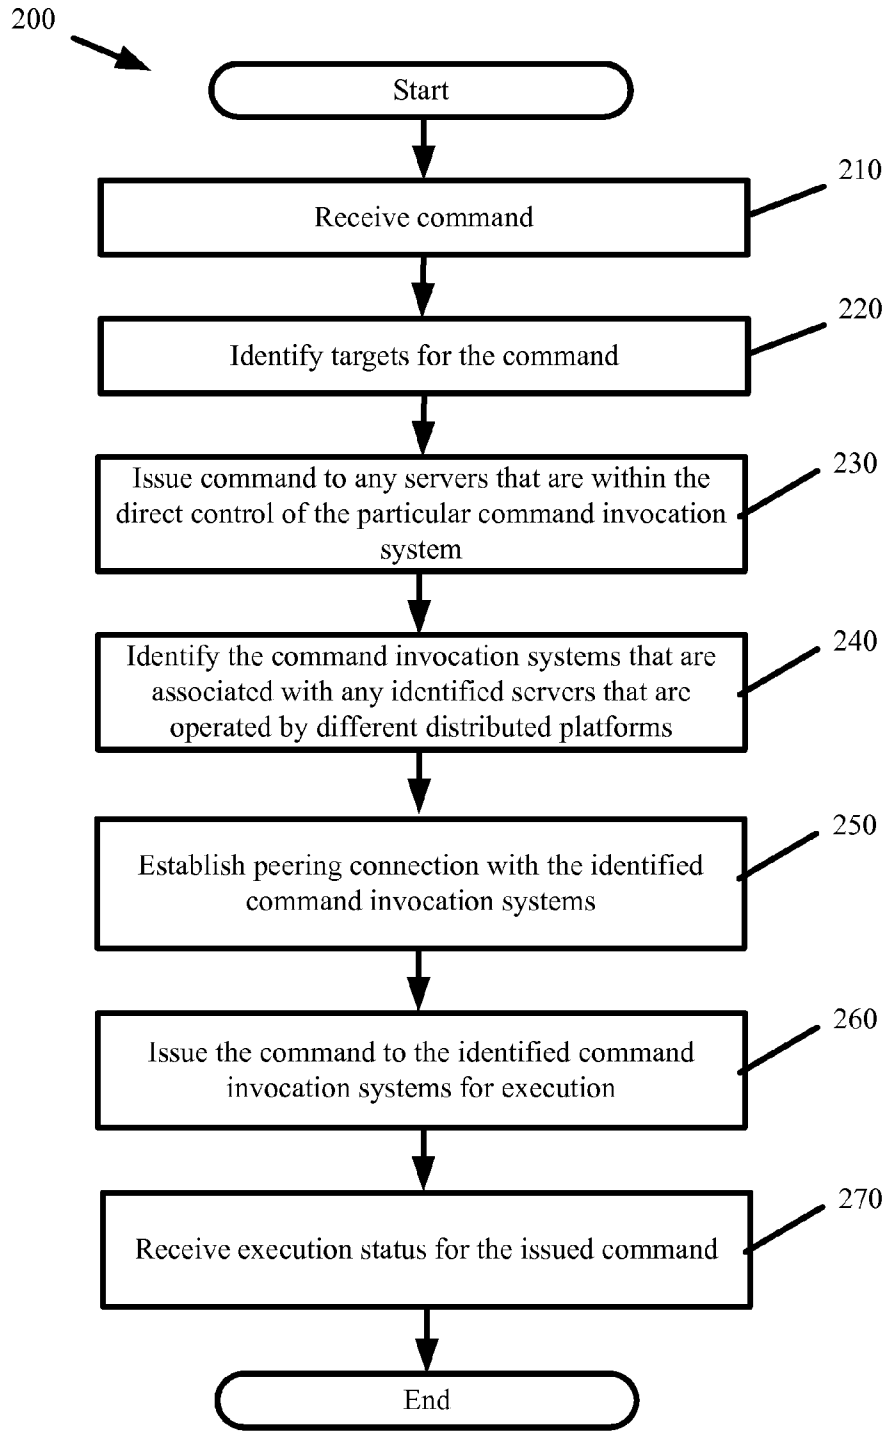 200
Start
210
Receive command
220
Identify targets for the command
230
Issue command to any servers that are within the
direct control of the particular command invocation
system
240
Identify the command invocation systems that are
associated with any identified servers that are
operated by different distributed platforms
250
Establish peering connection with the identified
command invocation systems
260
Issue the command to the identified command
invocation systems for execution
270
Receive execution status for the issued command
End